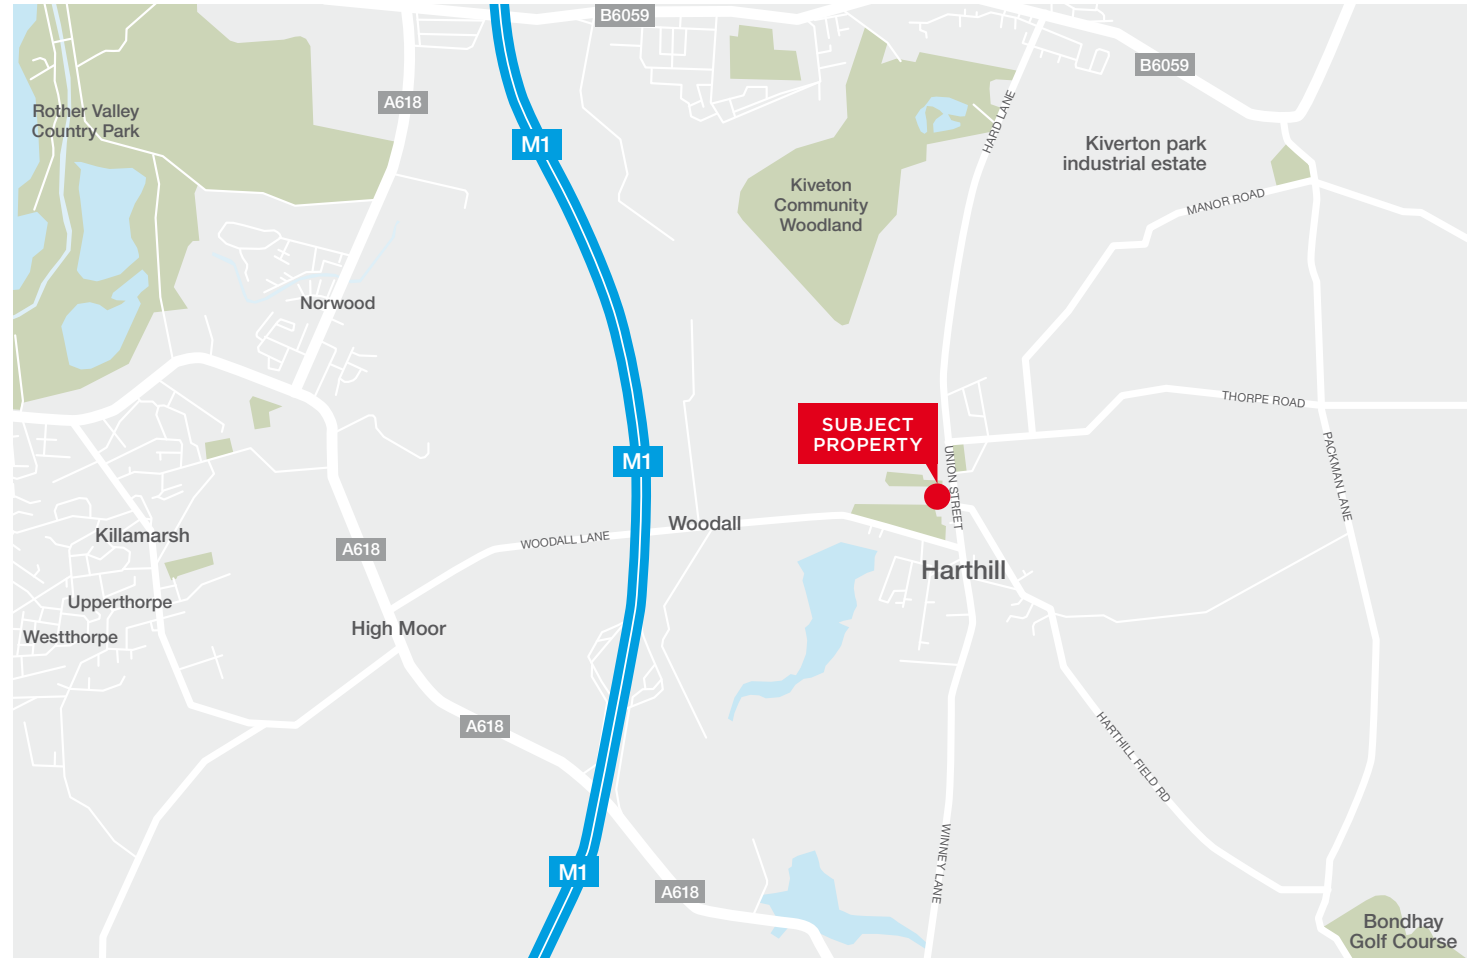 B6059
B6059
A618
Rother Valley
Country Park
M1
HARD LANE
Kiverton park
industrial estate
Kiveton
Community
Woodland
MANOR ROAD
Norwood
THORPE ROAD
SUBJECT
PROPERTY
UNION STREET
M1
PACKMAN LANE
Killamarsh
A618
WOODALL LANE
Woodall
Harthill
Upperthorpe
Westthorpe
High Moor
A618
HARTHILL FIELD RD
WINNEY LANE
M1
A618
Bondhay
Golf Course